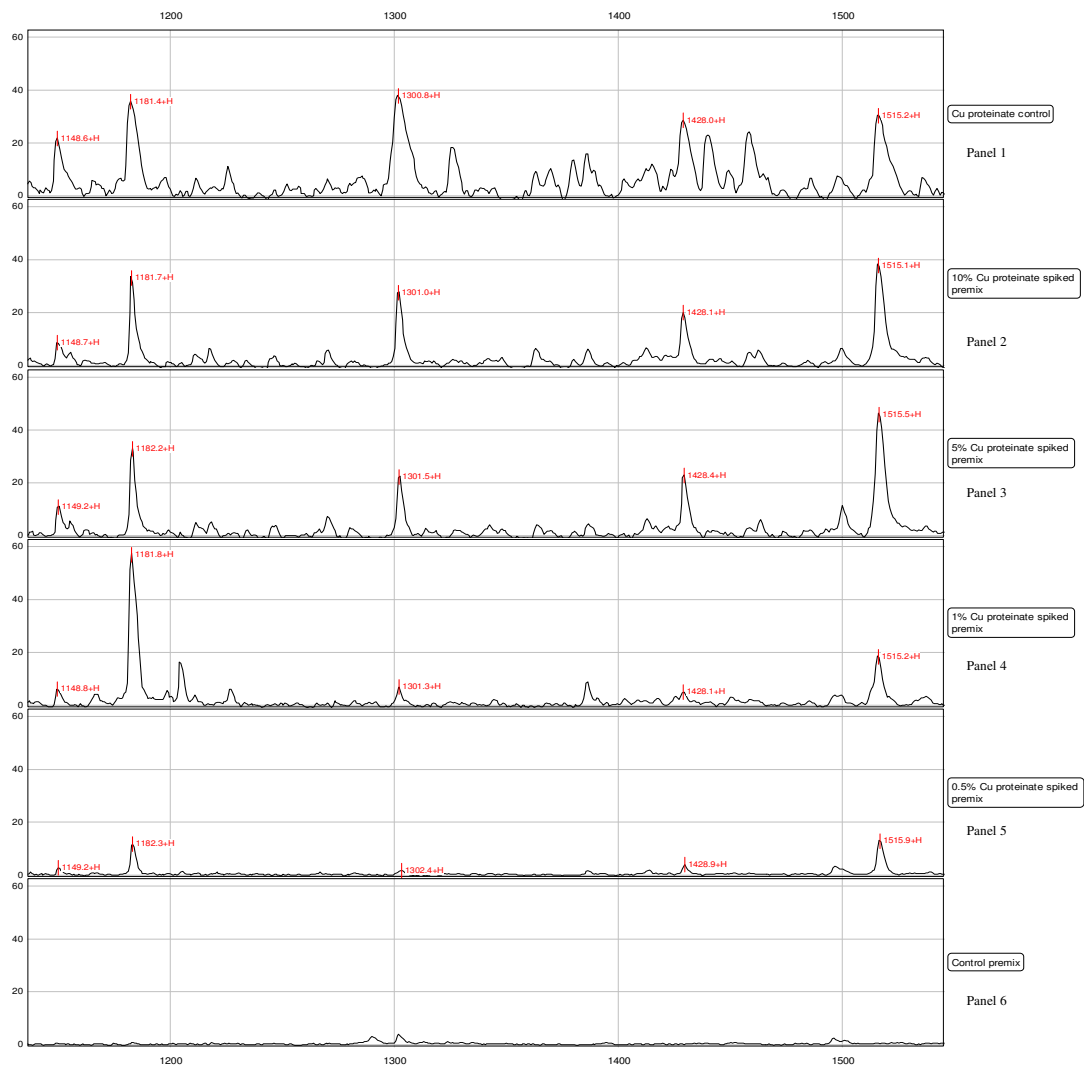 1200 1300 1400 1500
60
40
20
0
1148.6+H
1181.4+H
1300.8+H
1428.0+H
1515.2+H
Cu proteinate control
Panel 1
60
40
20
0
1148.7+H
1181.7+H
1301.0+H
1428.1+H
1515.1+H
10% Cu proteinate spiked
premix
Panel 2
60
40
20
0
1149.2+H
1182.2+H
1301.5+H
1428.4+H
1515.5+H
5% Cu proteinate spiked
premix
Panel 3
60
40
20
0
1148.8+H
1181.8+H
1301.3+H
1428.1+H
1515.2+H
1% Cu proteinate spiked
premix
Panel 4
60
40
20
0
1149.2+H
1182.3+H
1302.4+H
1428.9+H
1515.9+H
0.5% Cu proteinate spiked
premix
Panel 5
60
40
20
0
Control premix
Panel 6
1200 1300 1400 1500